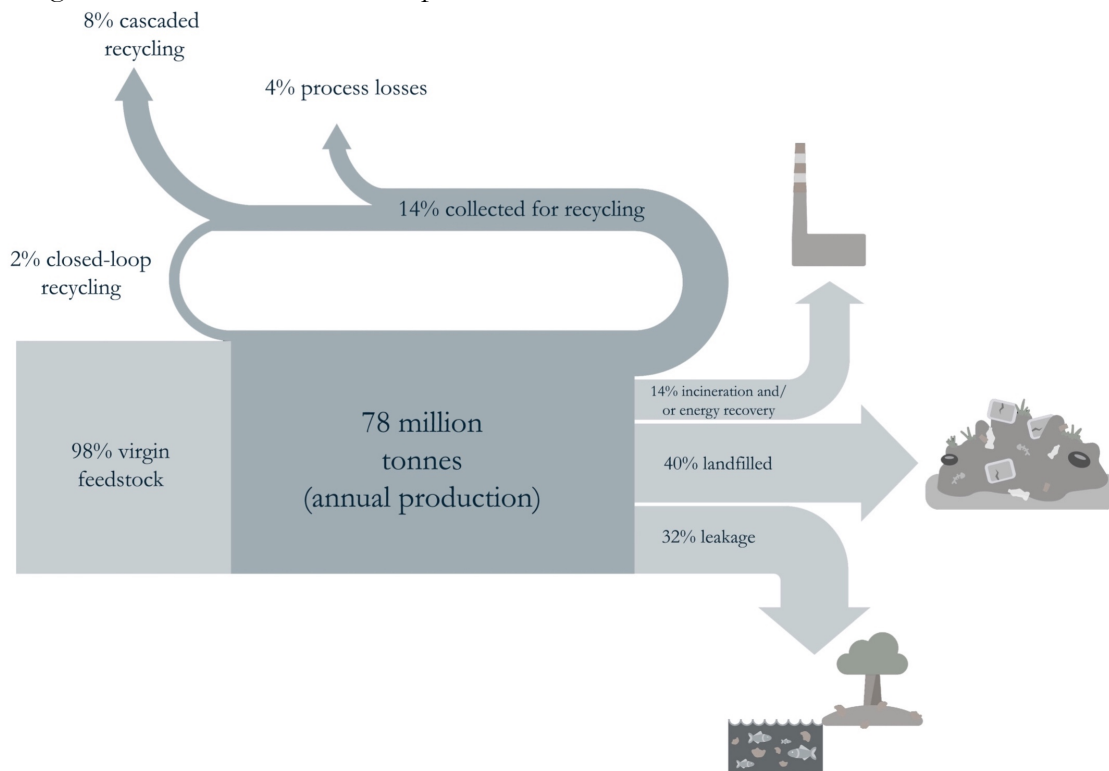 8% cascaded
recycling
4% process losses
14% collected for recycling
2% closed-loop
recycling
98% virgin
feedstock
78 million
tonnes
(annual production)
14% incineration and/
or energy recovery
40% landfilled
32% leakage